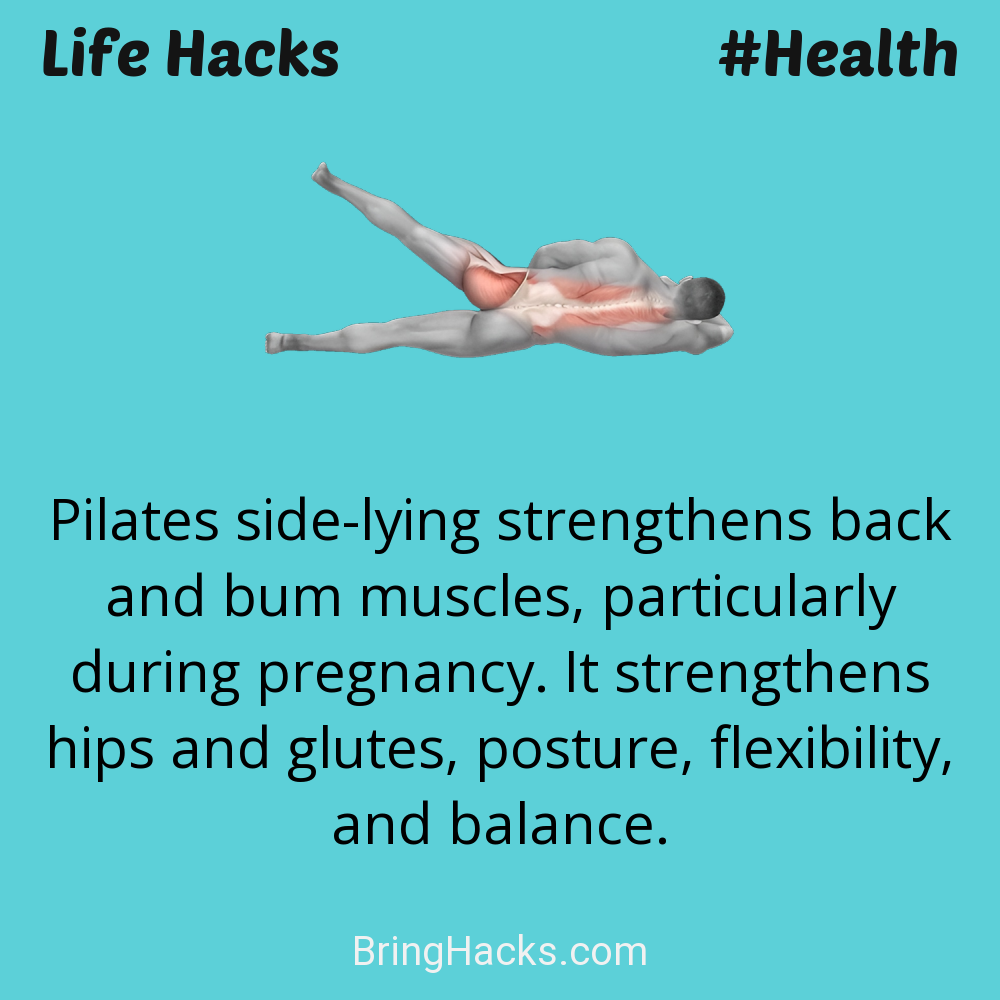 Life Hacks
#Health
Pilates side-lying strengthens back
and bum muscles, particularly
during pregnancy. It strengthens
hips and glutes, posture, flexibility,
and balance.
BringHacks.com